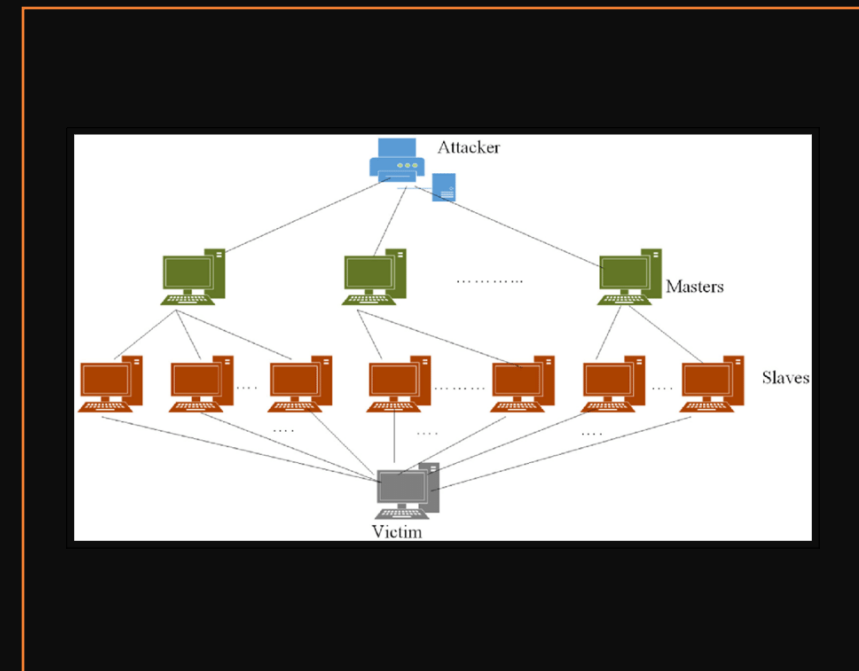 Attacker
… … … …
Masters
Slaves
…. ……… ….
…. …. ….
Victim